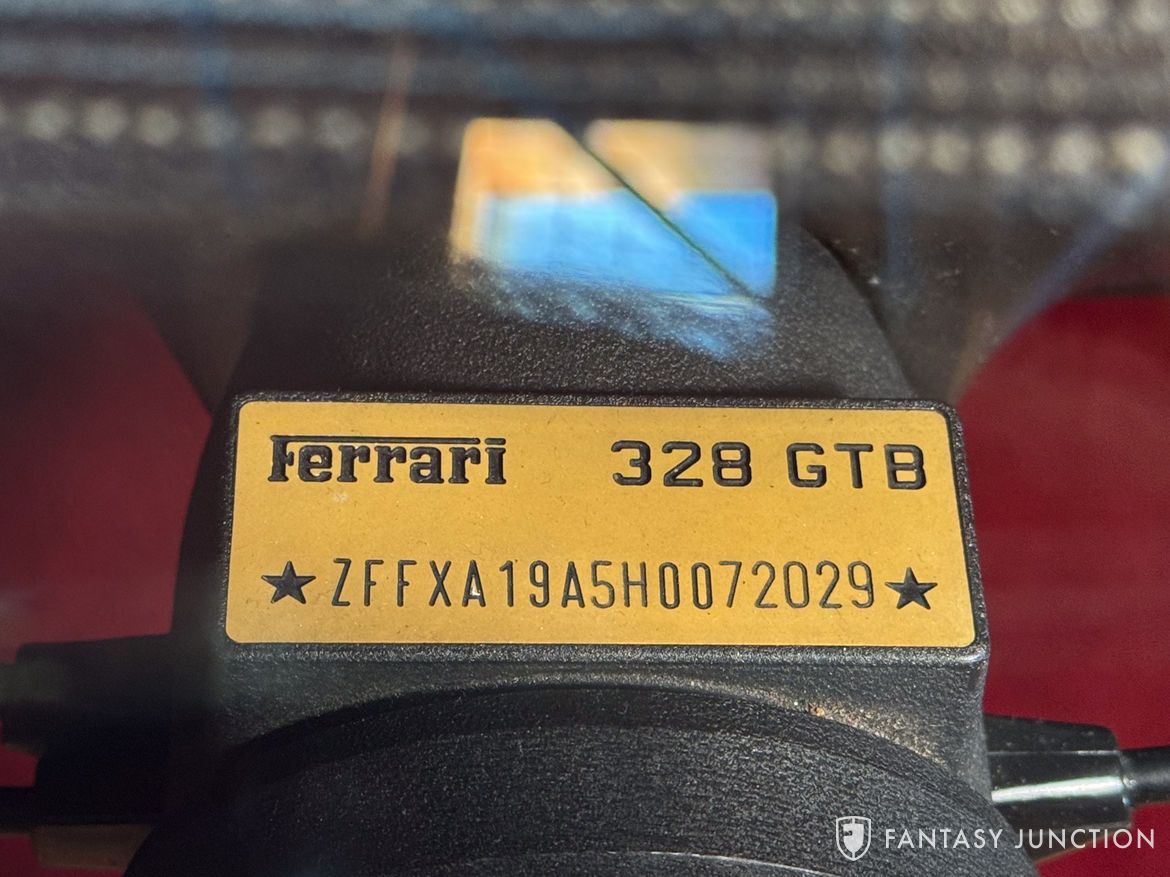 Ferrari 328 GTB
★ZFFXA19A5H0072029★
FANTASY JUNCTION